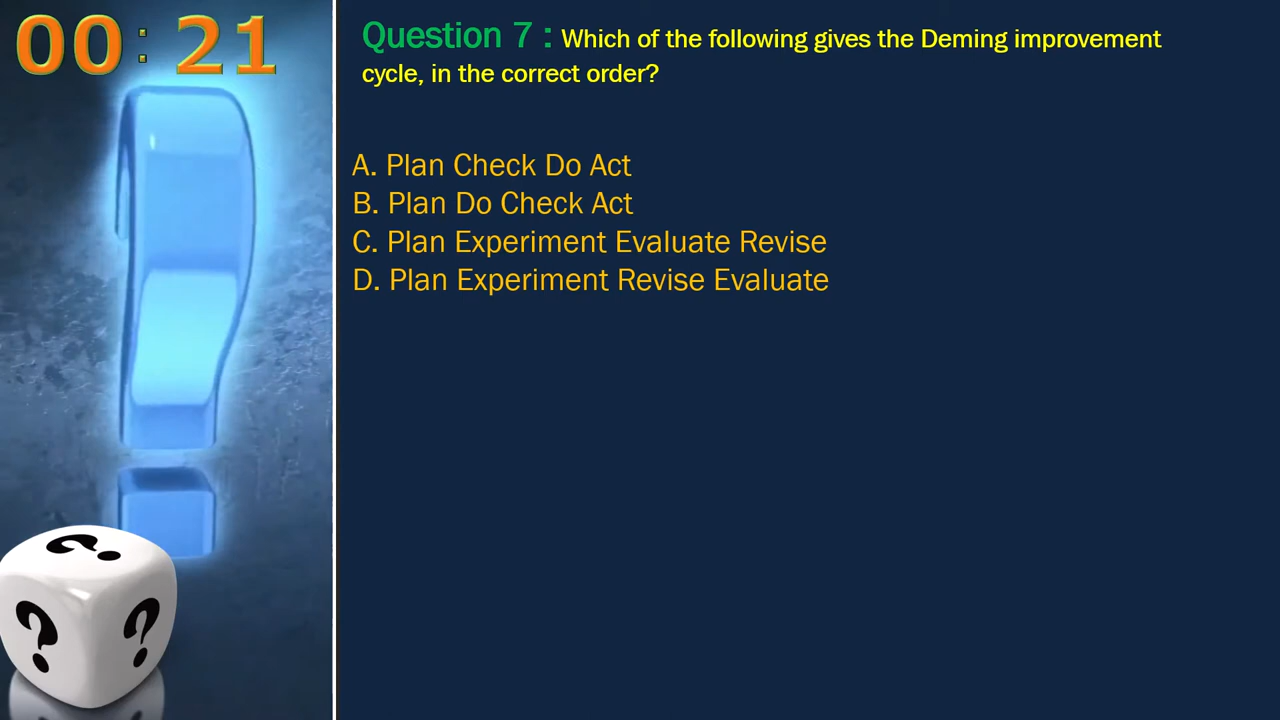 00:21
Question 7 : Which of the following gives the Deming improvement
cycle, in the correct order?
A. Plan Check Do Act
B. Plan Do Check Act
C. Plan Experiment Evaluate Revise
D. Plan Experiment Revise Evaluate
?
? ?